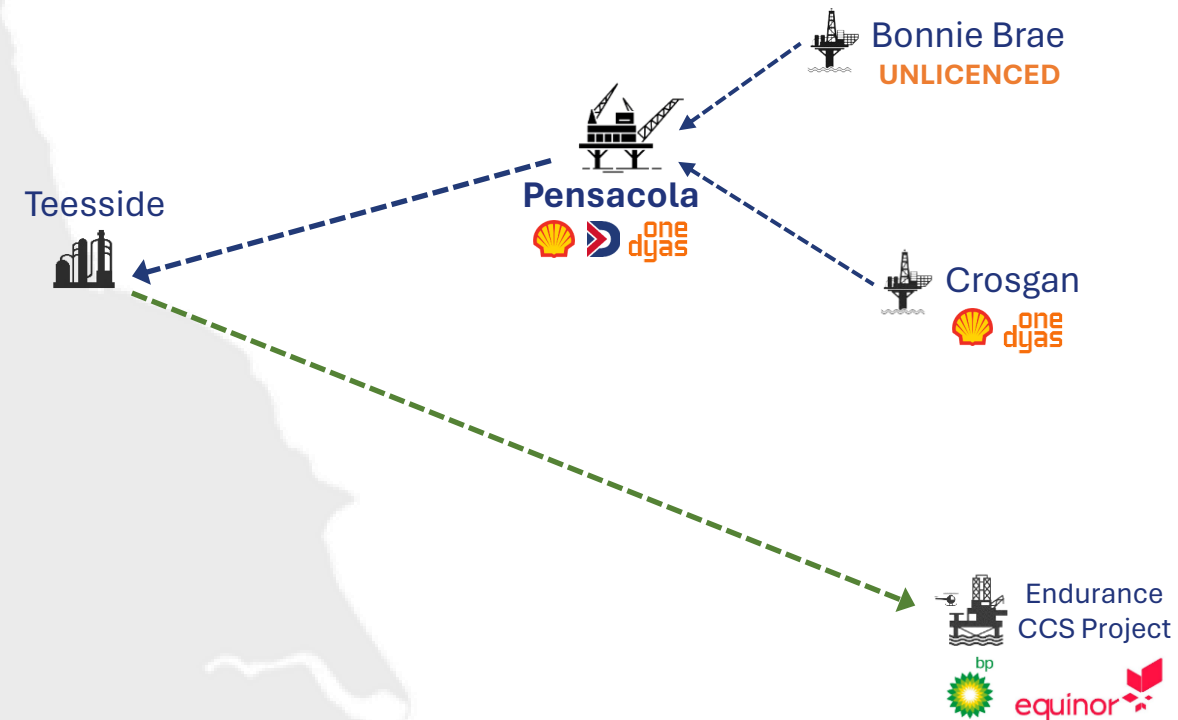 Bonnie Brae
UNLICENCED
Teesside
Pensacola
one
dyas
Crosgan
one
dyas
Endurance
CCS Project
bp
equinor